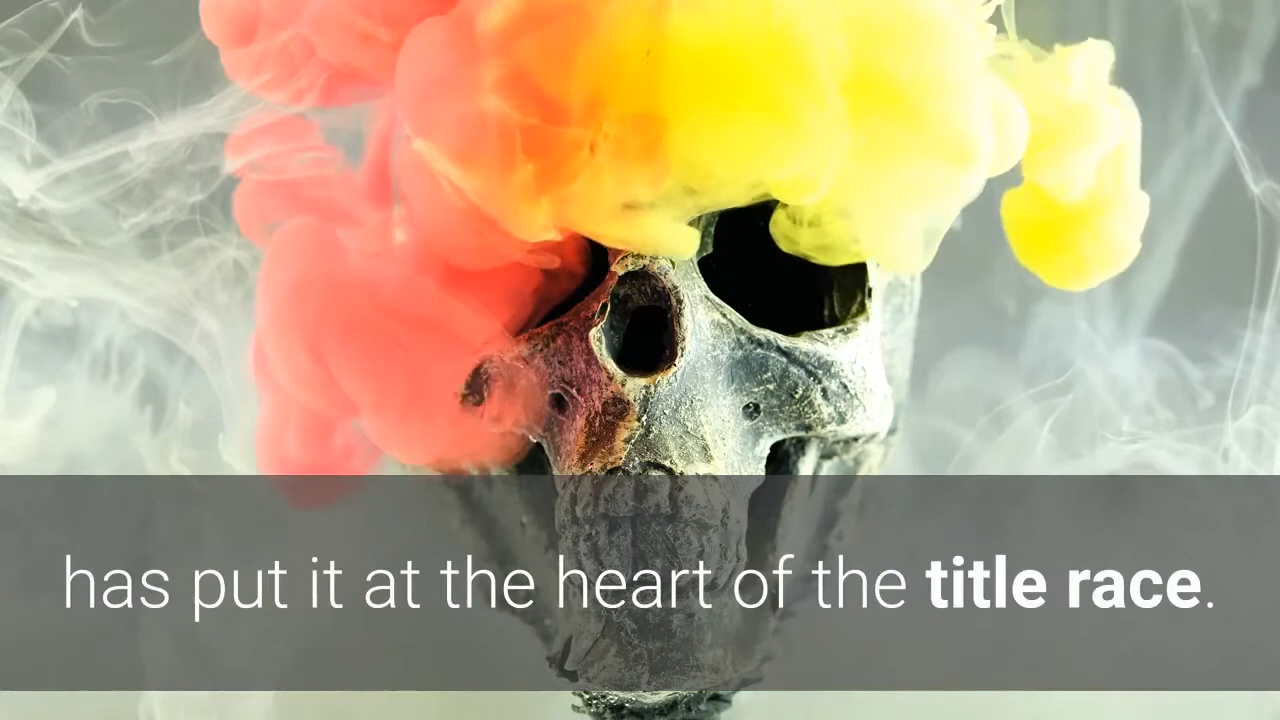 has put it at the heart of the title race.